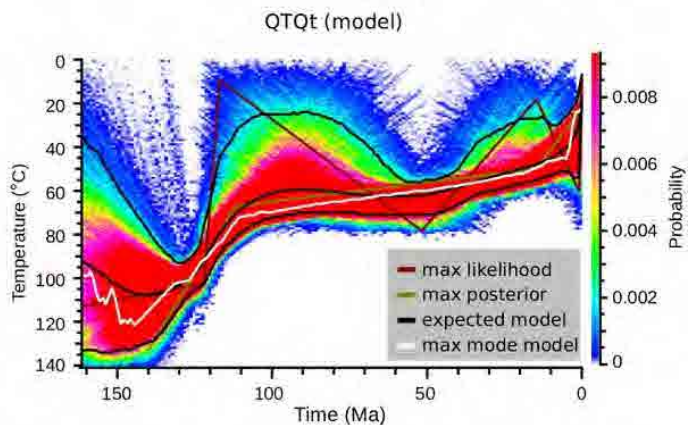 QTQt (model)
0
20
40
60
80
100
120
140
Temperature (°C)
150
100
50
0
Time (Ma)
max likelihood
max posterior
expected model
max mode model
0.008
0.006
0.004
0.002
0
Probability